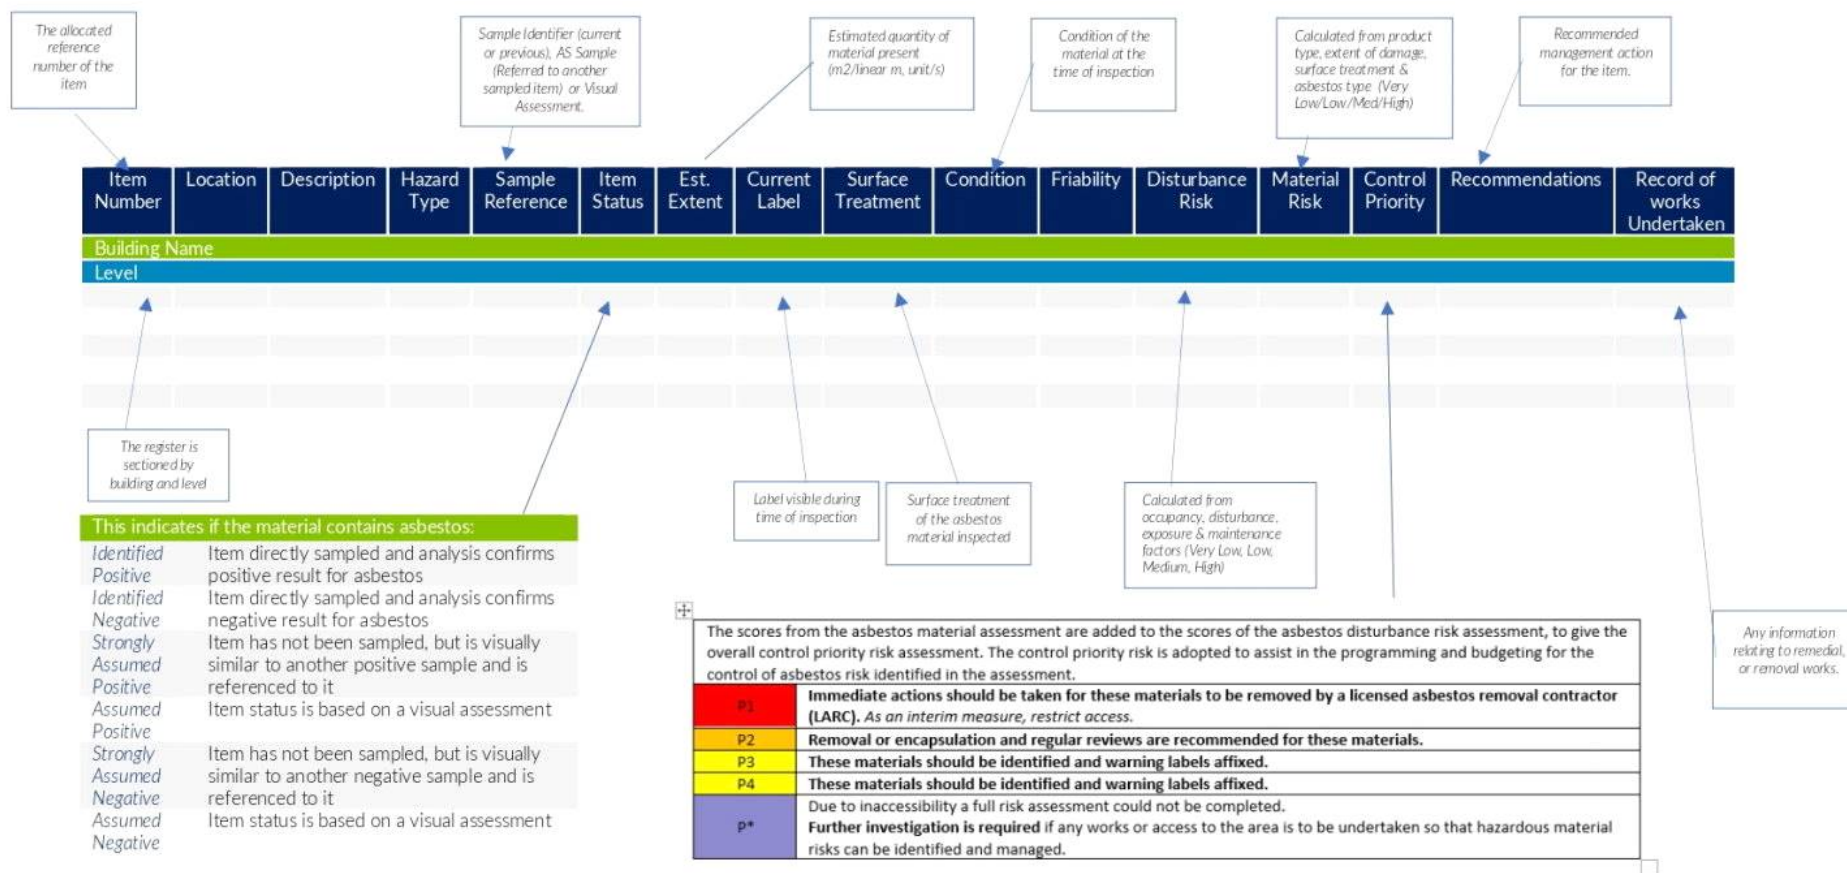 The allocated
reference
number of the
item
Sample Identifier (current
or previous), AS Sample
(Referred to another
sampled item) or Visual
Assessment.
Estimated quantity of
material present
(m2/linear m, unit/s)
Condition of the
material at the
time of inspection
Calculated from product
type, extent of damage,
surface treatment &
asbestos type (Very
Low/Low/Med/High)
Recommended
management action
for the item.
Item
Number
Location
Description
Hazard
Type
Sample
Reference
Item
Status
Est.
Extent
Current
Label
Surface
Treatment
Condition
Friability
Disturbance
Risk
Material
Risk
Control
Priority
Recommendations
Record of
works
Undertaken
Building Name
Level
The register is
sectioned by
building and level
Label visible during
time of inspection
Surface treatment
of the asbestos
material inspected
Calculated from
occupancy, disturbance,
exposure & maintenance
factors (Very Low, Low,
Medium, High)
Any information
relating to remedial,
or removal works.
This indicates if the material contains asbestos:
Identified Item directly sampled and analysis confirms
Positive positive result for asbestos
Identified Item directly sampled and analysis confirms
Negative negative result for asbestos
Strongly Item has not been sampled, but is visually
Assumed similar to another positive sample and is
Positive referenced to it
Assumed Item status is based on a visual assessment
Positive
Strongly Item has not been sampled, but is visually
Assumed similar to another negative sample and is
Negative referenced to it
Assumed Item status is based on a visual assessment
Negative
The scores from the asbestos material assessment are added to the scores of the asbestos disturbance risk assessment, to give the
overall control priority risk assessment. The control priority risk is adopted to assist in the programming and budgeting for the
control of asbestos risk identified in the assessment.
P1 Immediate actions should be taken for these materials to be removed by a licensed asbestos removal contractor
(LARC). As an interim measure, restrict access.
P2 Removal or encapsulation and regular reviews are recommended for these materials.
P3 These materials should be identified and warning labels affixed.
P4 These materials should be identified and warning labels affixed.
Due to inaccessibility a full risk assessment could not be completed.
P* Further investigation is required if any works or access to the area is to be undertaken so that hazardous material
risks can be identified and managed.